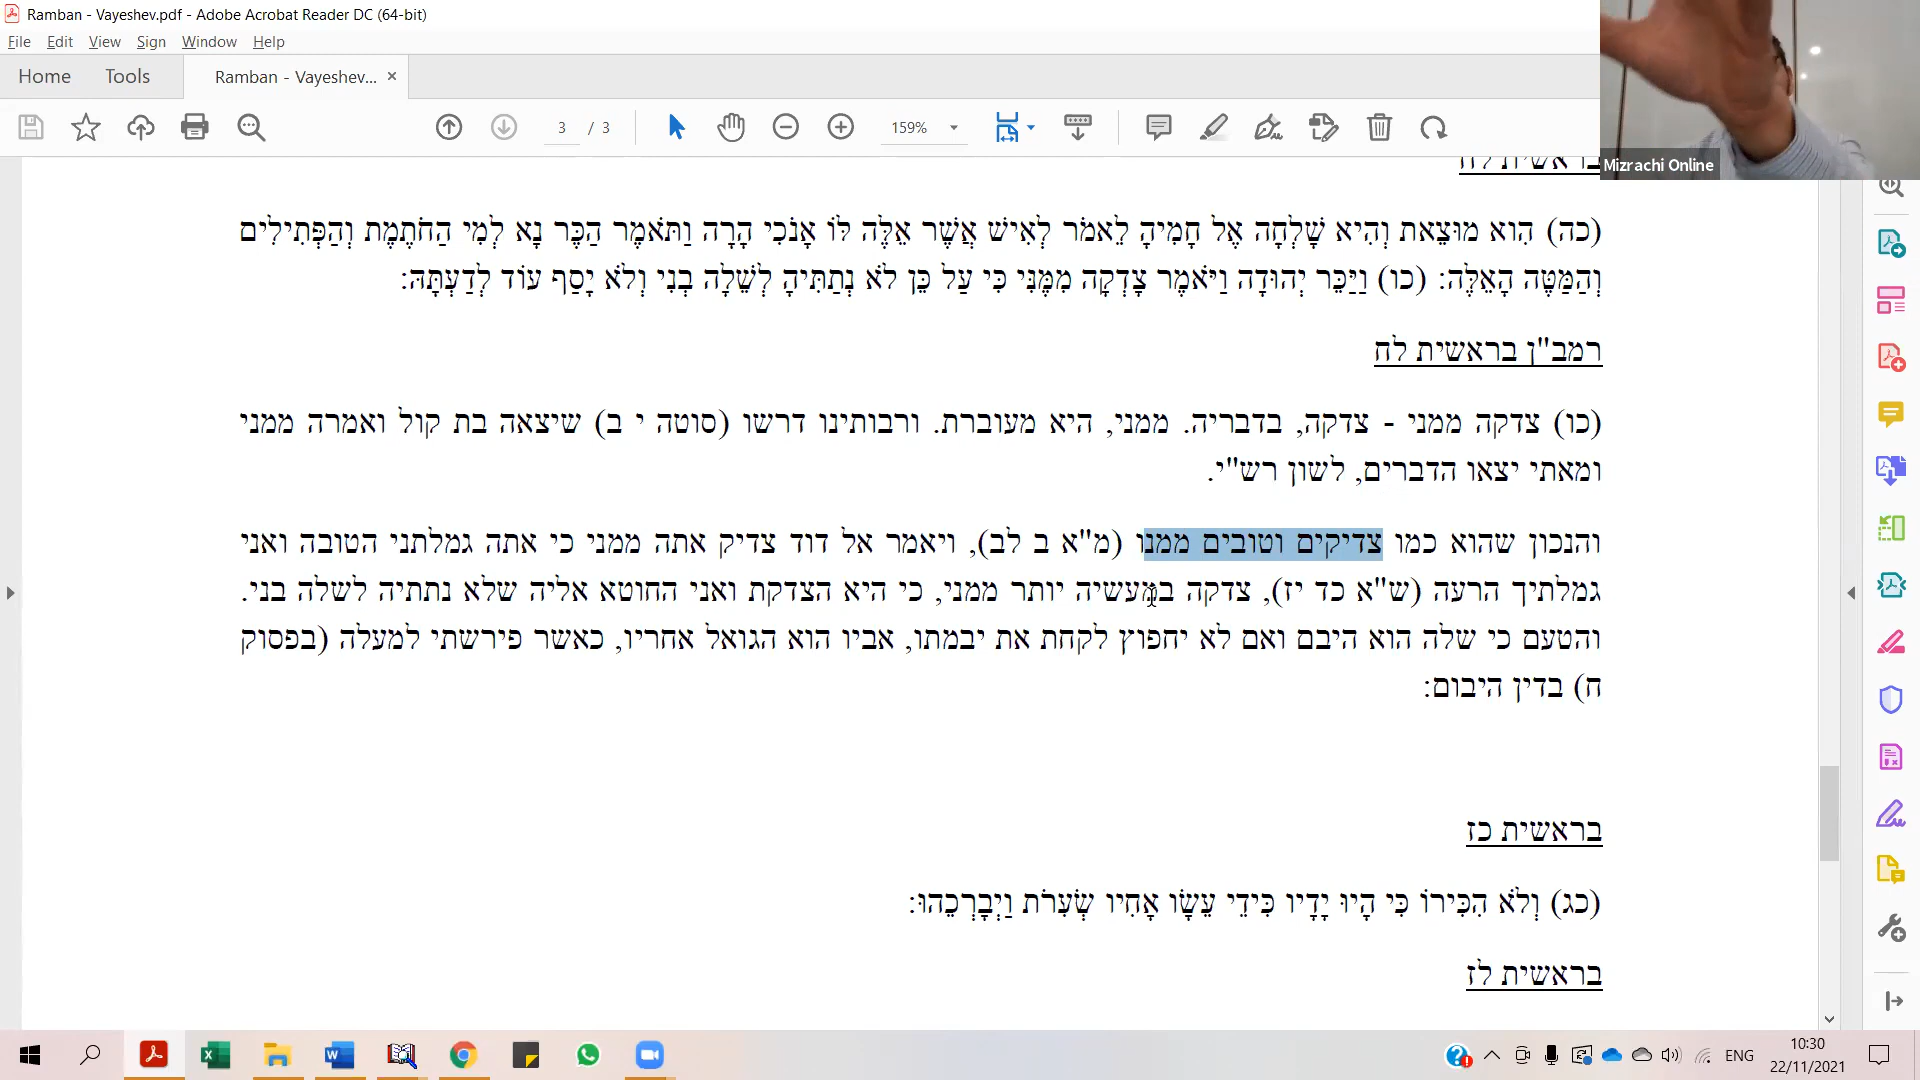 Ramban - Vayeshev.pdf - Adobe Acrobat Reader DC (64-bit)
File Edit View Sign Window Help
Home Tools Ramban - Vayeshev... ×
3 / 3 159%
Mizrachi Online
בראשית לח
(כה) הִוא מוּצֵאת וְהִיא שָׁלְחָה אֶל חָמִיהָ לֵאמֹר לְאִישׁ אֲשֶׁר אֵלֶּה לּוֹ אָנֹכִי הָרָה וַתֹּאמֶר הַכֶּר נָא לְמִי הַחֹתֶמֶת וְהַפְּתִילִים
וְהַמַּטֶּה הָאֵלֶּה: (כו) וַיַּכֵּר יְהוּדָה וַיֹּאמֶר צָדְקָה מִמֶּנִּי כִּי עַל כֵּן לֹא נְתַתִּיהָ לְשֵׁלָה בְנִי וְלֹא יָסַף עוֹד לְדַעְתָּהּ:
רמב"ן בראשית לח
(כו) צדקה ממני - צדקה, בדבריה. ממני, היא מעוברת. ורבותינו דרשו (סוטה י ב) שיצאה בת קול ואמרה ממני
ומאתי יצאו הדברים, לשון רש"י.
והנכון שהוא כמו צדיקים וטובים ממנו (מ"א ב לב), ויאמר אל דוד צדיק אתה ממני כי אתה גמלתני הטובה ואני
גמלתיך הרעה (ש"א כד יז), צדקה במעשיה יותר ממני, כי היא הצדקת ואני החוטא אליה שלא נתתיה לשלה בני.
והטעם כי שלה הוא היבם ואם לא יחפוץ לקחת את יבמתו, אביו הוא הגואל אחריו, כאשר פירשתי למעלה (בפסוק
ח) בדין היבום:
בראשית כז
(כג) וְלֹא הִכִּירוֹ כִּי הָיוּ יָדָיו כִּידֵי עֵשָׂו אָחִיו שְׂעִרֹת וַיְבָרְכֵהוּ:
בראשית לז
ENG
10:30
22/11/2021